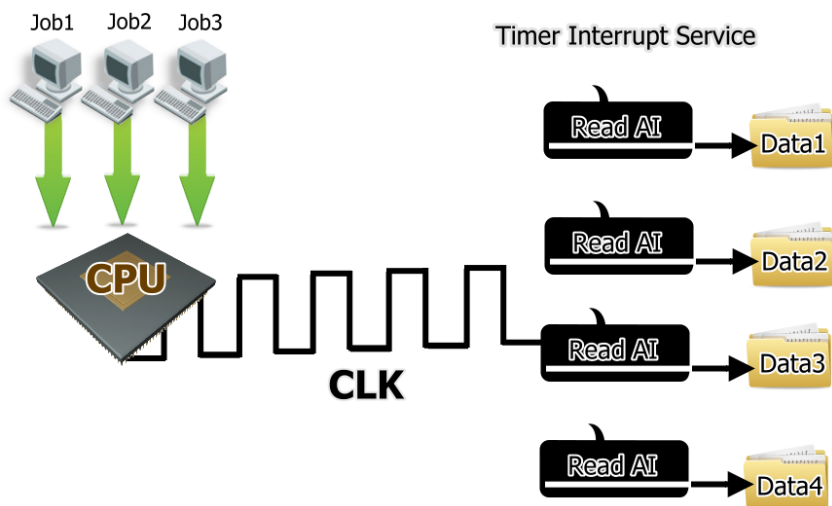 Job1
Job2
Job3
Timer Interrupt Service
Read AI
Data1
CPU
Read AI
Data2
CLK
Read AI
Data3
Read AI
Data4